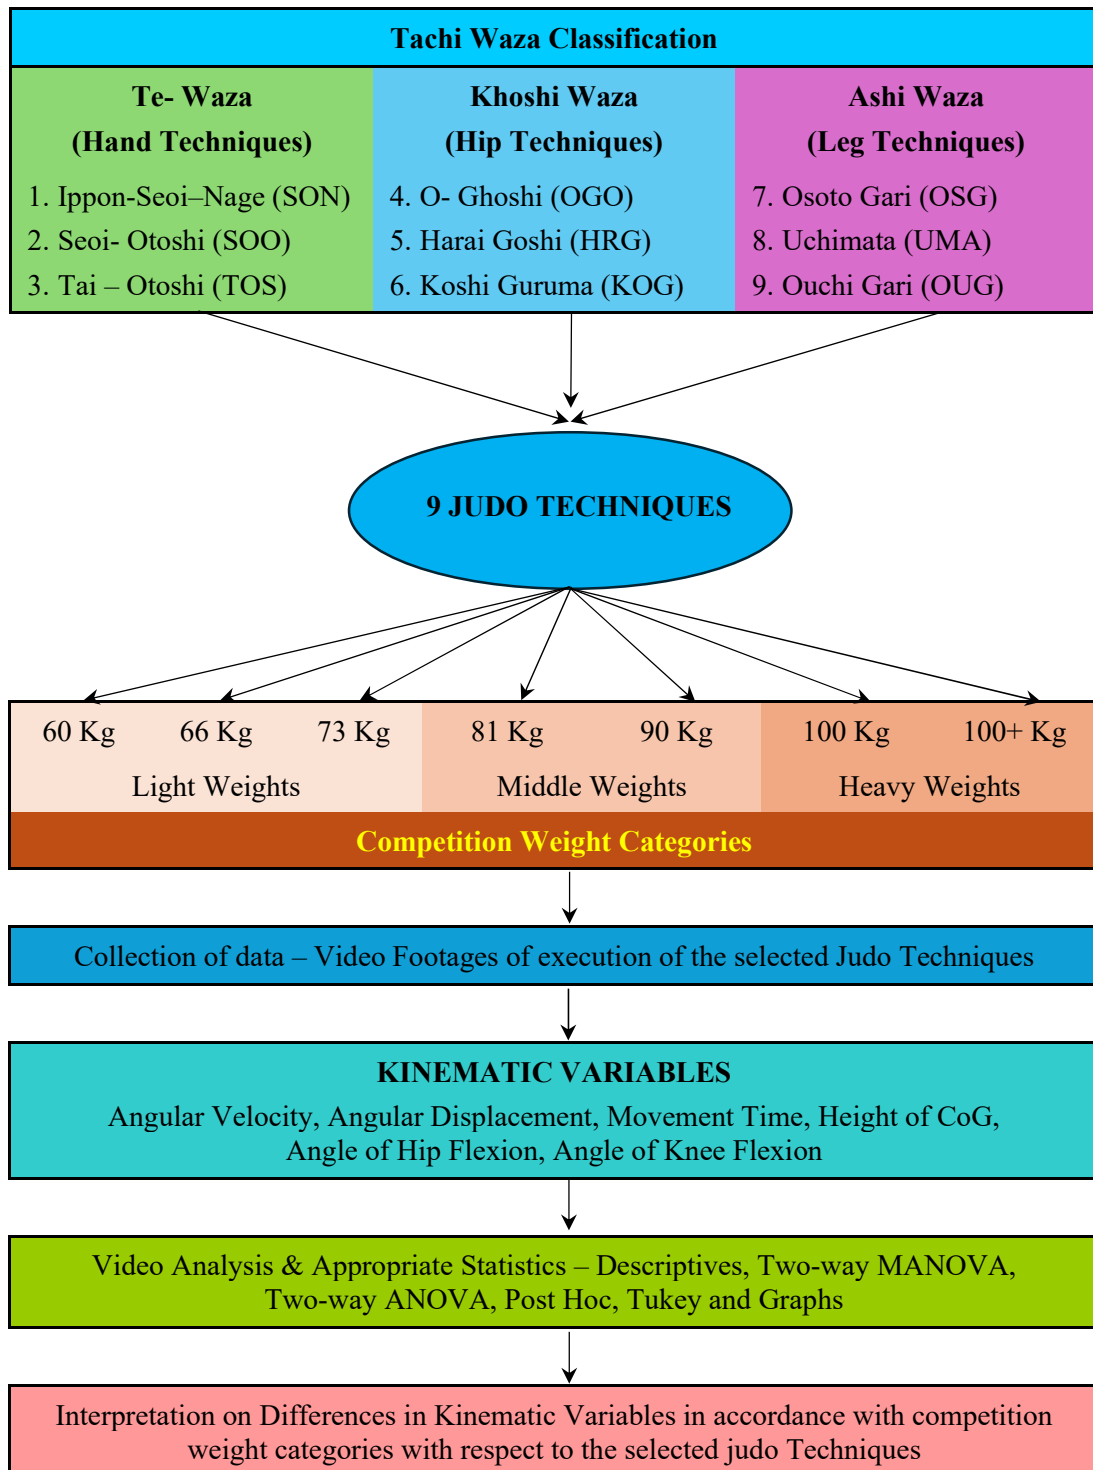 Tachi Waza Classification
Te- Waza
(Hand Techniques)
1. Ippon-Seoi–Nage (SON)
2. Seoi- Otoshi (SOO)
3. Tai – Otoshi (TOS)
Khoshi Waza
(Hip Techniques)
4. O- Ghoshi (OGO)
5. Harai Goshi (HRG)
6. Koshi Guruma (KOG)
Ashi Waza
(Leg Techniques)
7. Osoto Gari (OSG)
8. Uchimata (UMA)
9. Ouchi Gari (OUG)
9 JUDO TECHNIQUES
60 Kg 66 Kg 73 Kg
Light Weights
81 Kg 90 Kg
Middle Weights
100 Kg 100+ Kg
Heavy Weights
Competition Weight Categories
Collection of data – Video Footages of execution of the selected Judo Techniques
KINEMATIC VARIABLES
Angular Velocity, Angular Displacement, Movement Time, Height of CoG,
Angle of Hip Flexion, Angle of Knee Flexion
Video Analysis & Appropriate Statistics – Descriptives, Two-way MANOVA,
Two-way ANOVA, Post Hoc, Tukey and Graphs
Interpretation on Differences in Kinematic Variables in accordance with competition
weight categories with respect to the selected judo Techniques